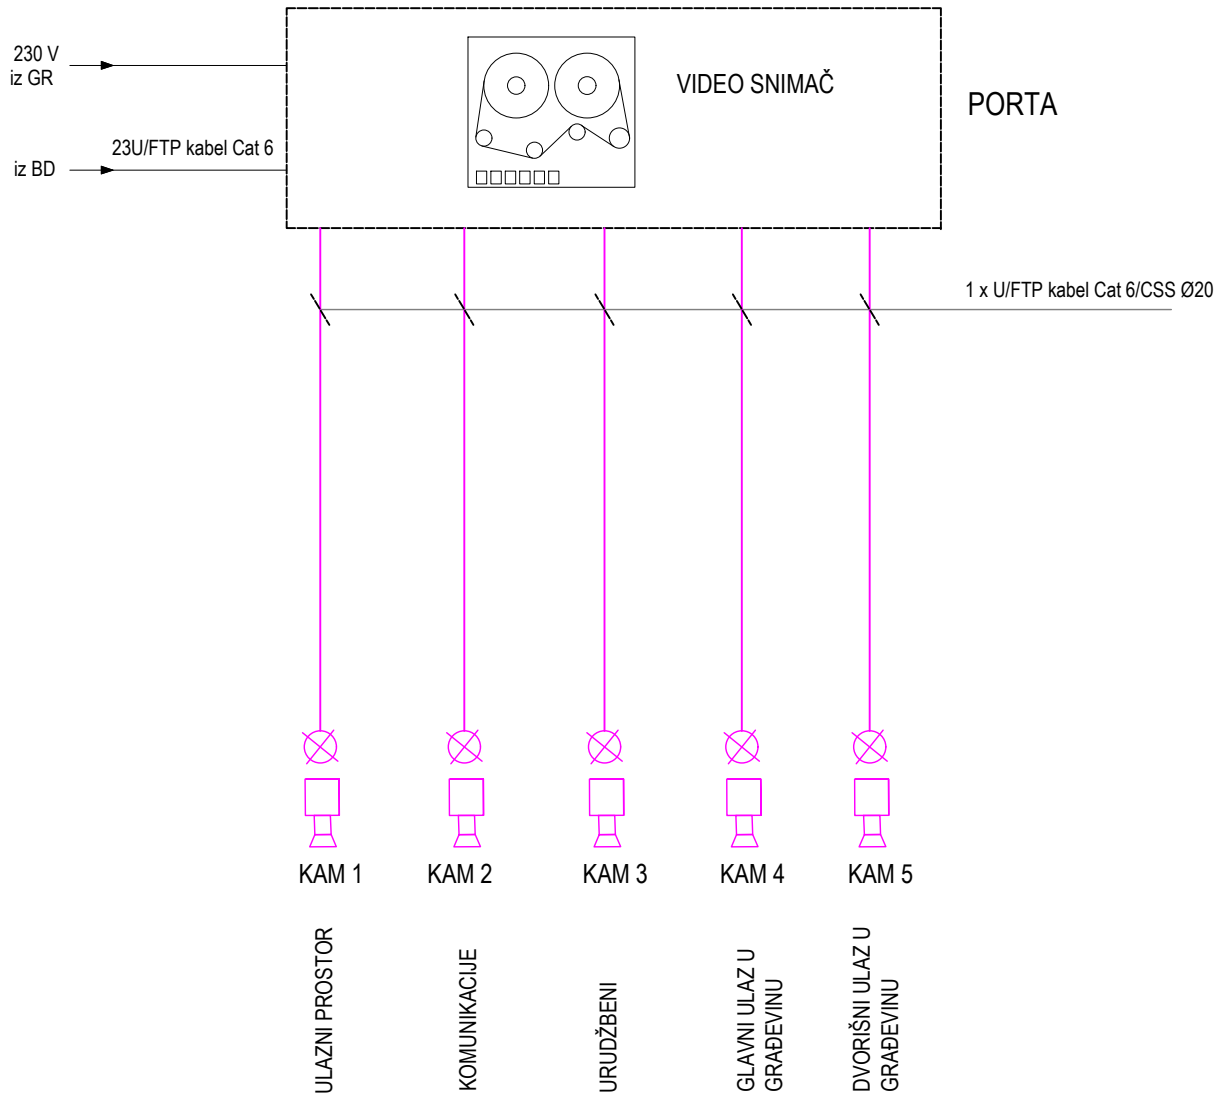 230 V
iz GR
VIDEO SNIMAČ
PORTA
23U/FTP kabel Cat 6
iz BD
1 x U/FTP kabel Cat 6/CSS Ø20
KAM 1
KAM 2
KAM 3
KAM 4
KAM 5
ULAZNI PROSTOR
KOMUNIKACIJE
URUDŽBENI
GLAVNI ULAZ U
GRAĐEVINU
DVORIŠNI ULAZ U
GRAĐEVINU